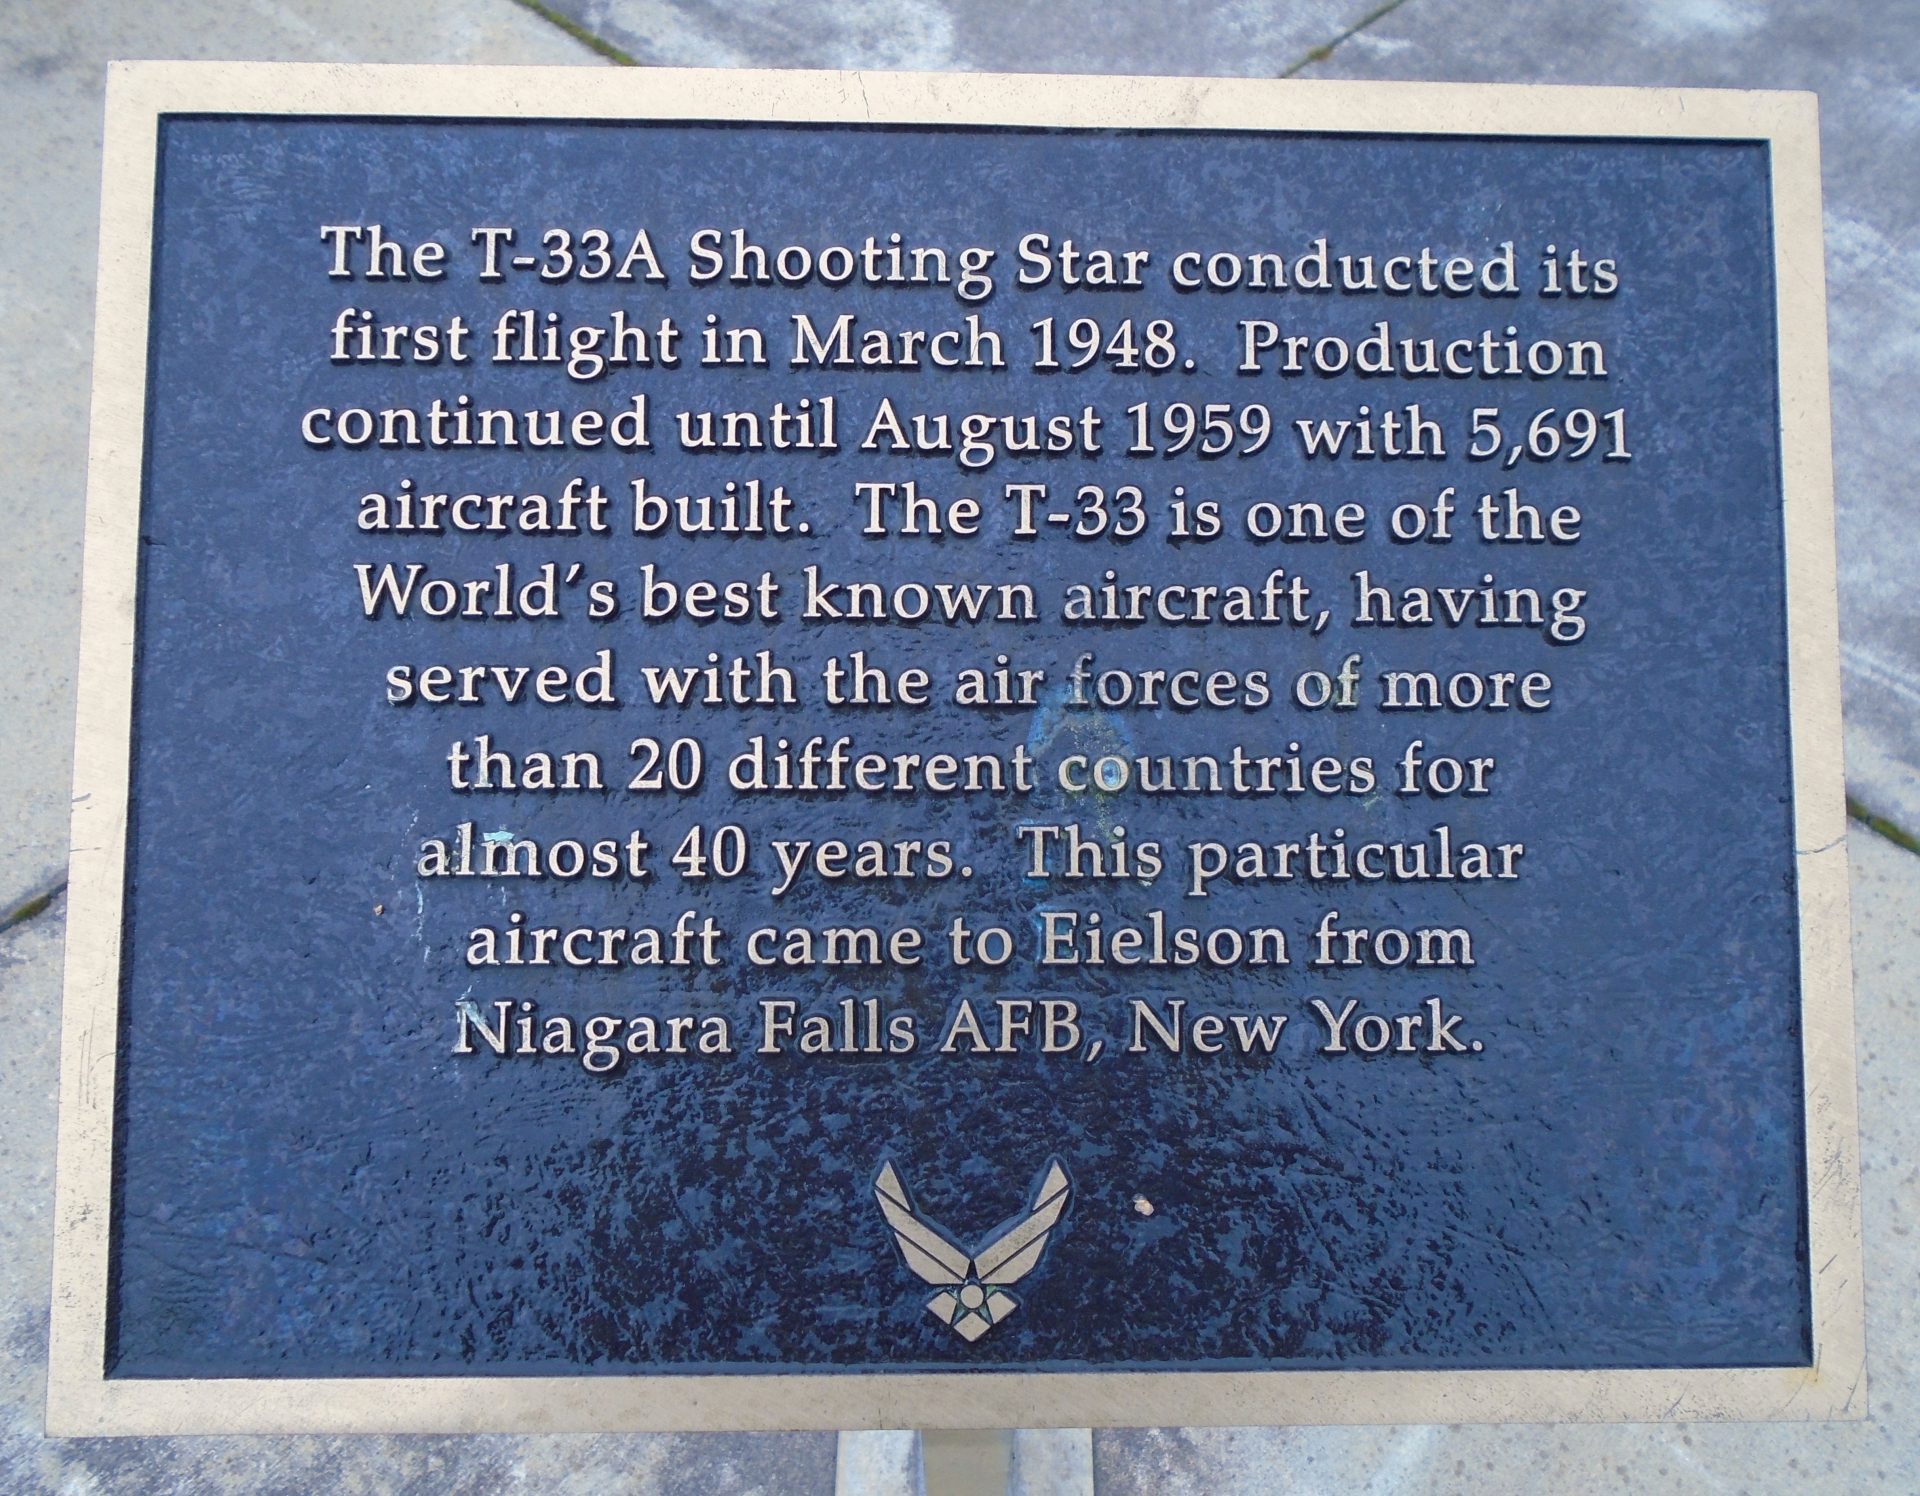 The T-33A Shooting Star conducted its
first flight in March 1948.  Production
continued until August 1959 with 5,691
aircraft built.  The T-33 is one of the
World's best known aircraft, having
served with the air forces of more
than 20 different countries for
almost 40 years.  This particular
aircraft came to Eielson from
Niagara Falls AFB, New York.